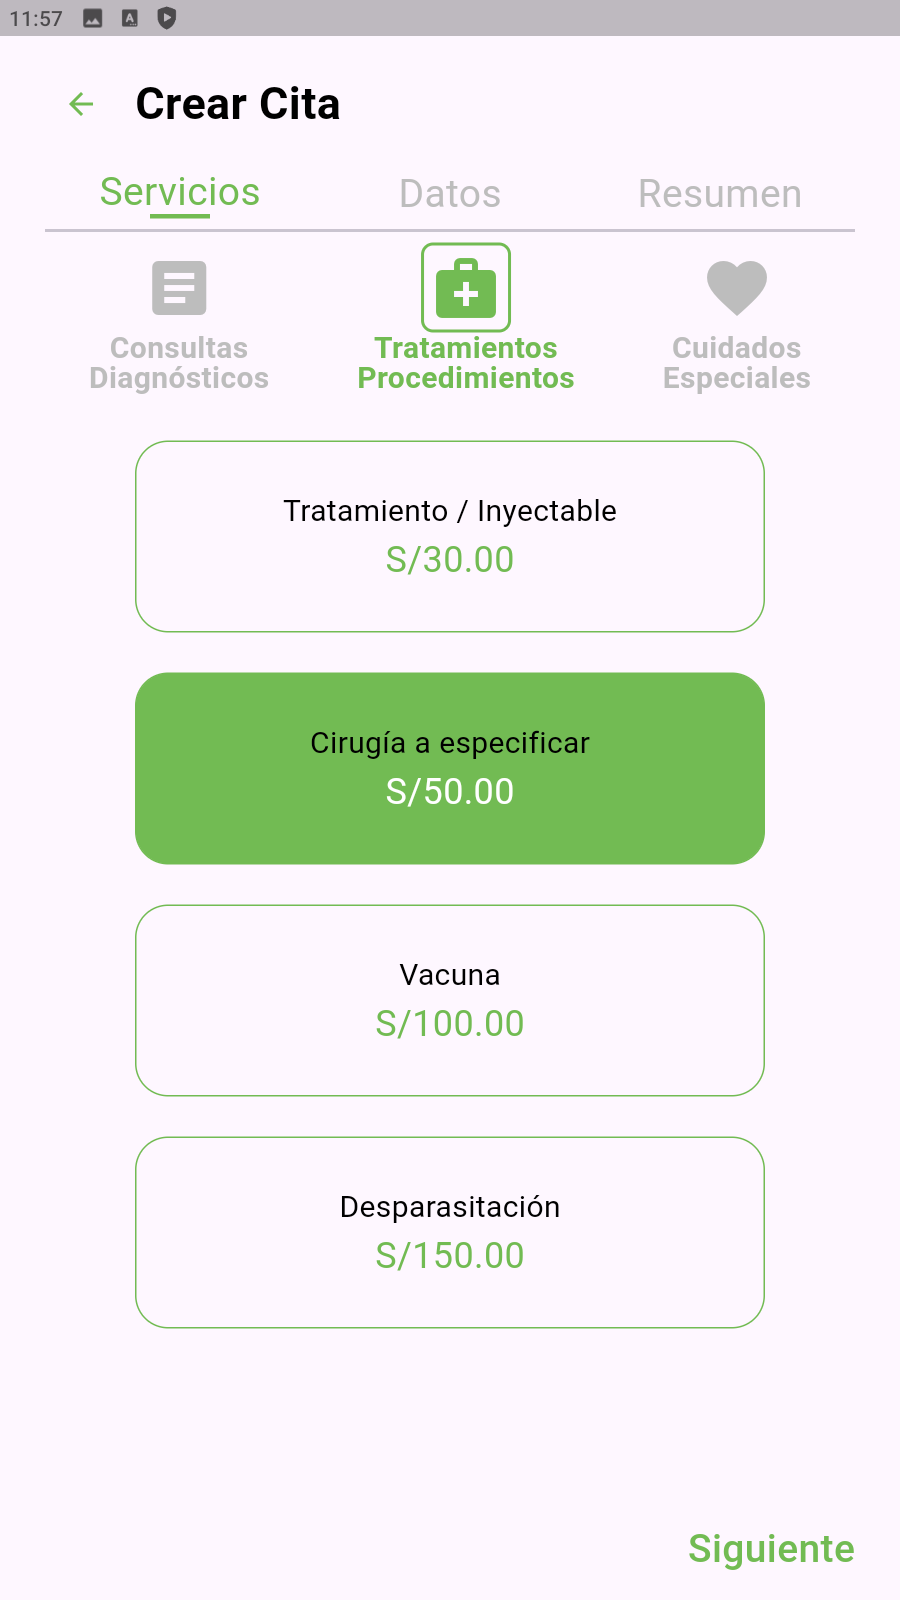 11:57
Crear Cita
Servicios
Datos
Resumen
Consultas
Diagnósticos
Tratamientos
Procedimientos
Cuidados
Especiales
Tratamiento / Inyectable
S/30.00
Cirugía a especificar
S/50.00
Vacuna
S/100.00
Desparasitación
S/150.00
Siguiente